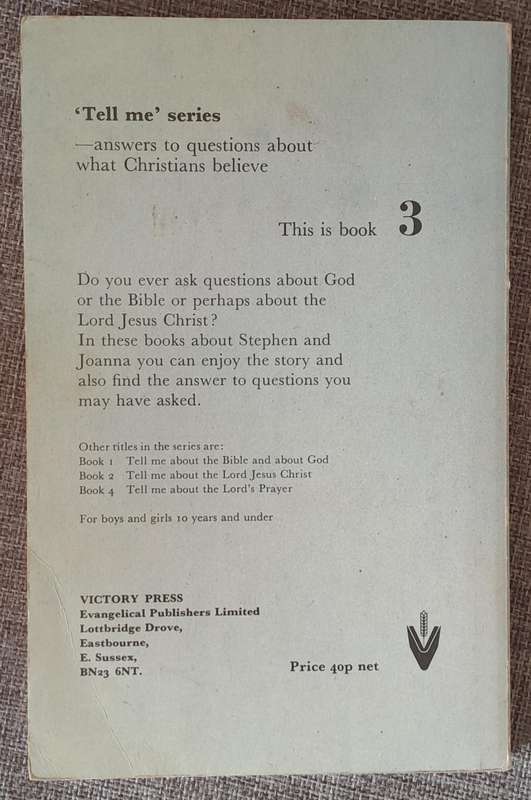 ‘Tell me’ series
—answers to questions about
what Christians believe
This is book 3
Do you ever ask questions about God
or the Bible or perhaps about the
Lord Jesus Christ?
In these books about Stephen and
Joanna you can enjoy the story and
also find the answer to questions you
may have asked.
Other titles in the series are:
Book 1 Tell me about the Bible and about God
Book 2 Tell me about the Lord Jesus Christ
Book 4 Tell me about the Lord's Prayer
For boys and girls 10 years and under
VICTORY PRESS
Evangelical Publishers Limited
Lottbridge Drove,
Eastbourne,
E. Sussex,
BN23 6NT.
Price 40p net